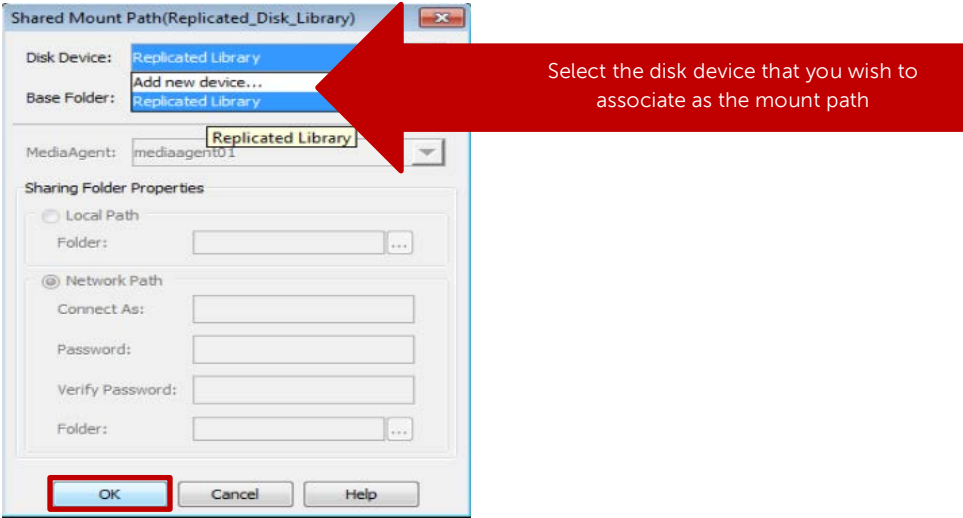 Shared Mount Path(Replicated_Disk_Library)
Disk Device:
Replicated Library
Add new device...
Replicated Library
Base Folder:
Replicated Library
MediaAgent:
mediaagent01
Sharing Folder Properties
Local Path
Folder:
...
Network Path
Connect As:
Password:
Verify Password:
Folder:
...
OK
Cancel
Help
Select the disk device that you wish to
associate as the mount path